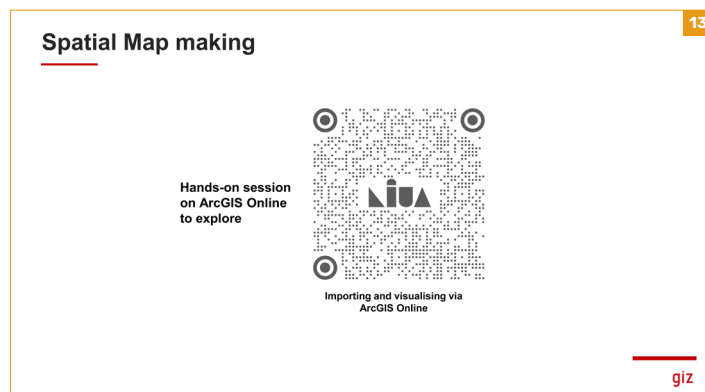 13
Spatial Map making
Hands-on session
on ArcGIS Online
to explore
NIUA
Importing and visualising via
ArcGIS Online
giz